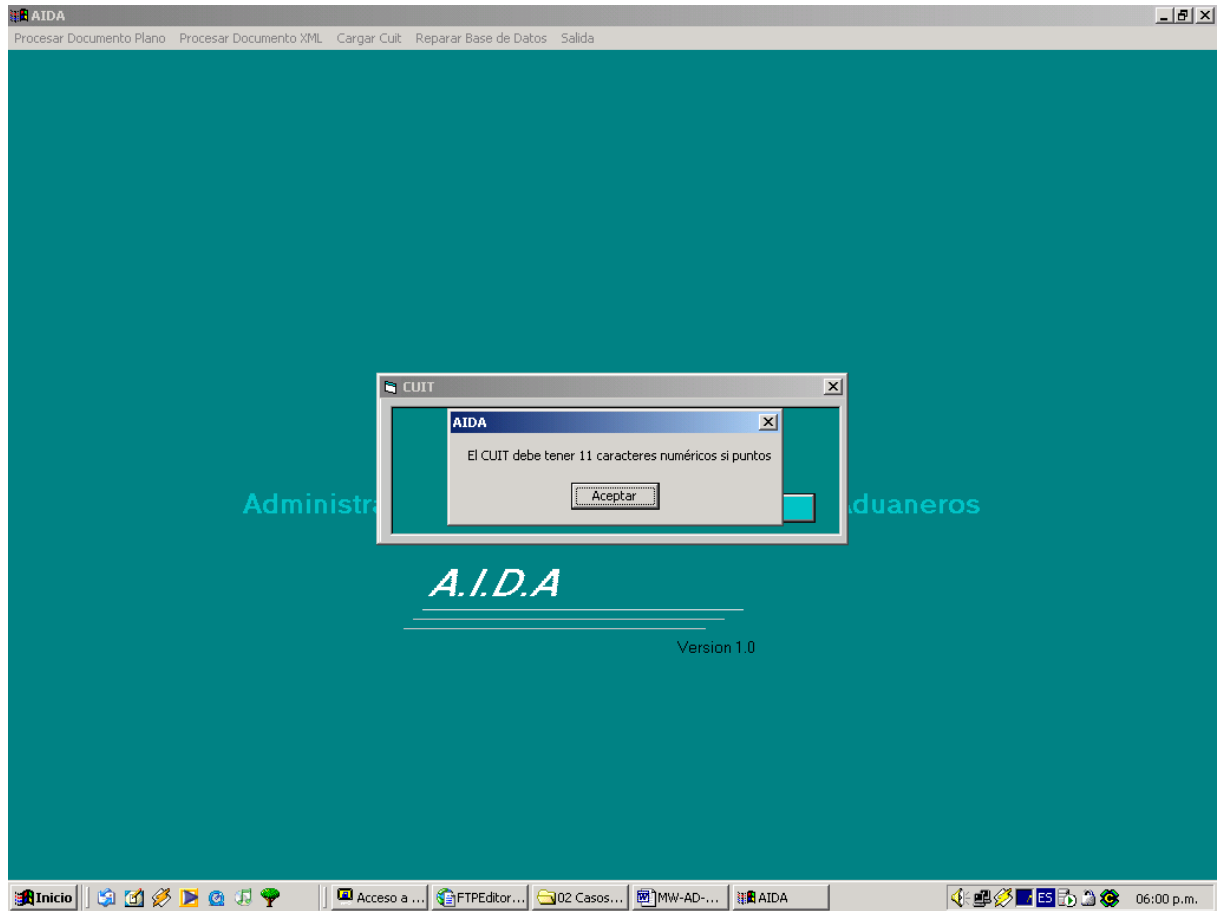 AIDA
Procesar Documento Plano Procesar Documento XML Cargar Cuit Reparar Base de Datos Salida
CUIT
AIDA
El CUIT debe tener 11 caracteres numéricos si puntos
Aceptar
Administra duaneros
A.I.D.A
Version 1.0
Inicio Acceso a ... FTPEditor... 02 Casos... MW-AD-... AIDA ES 06:00 p.m.